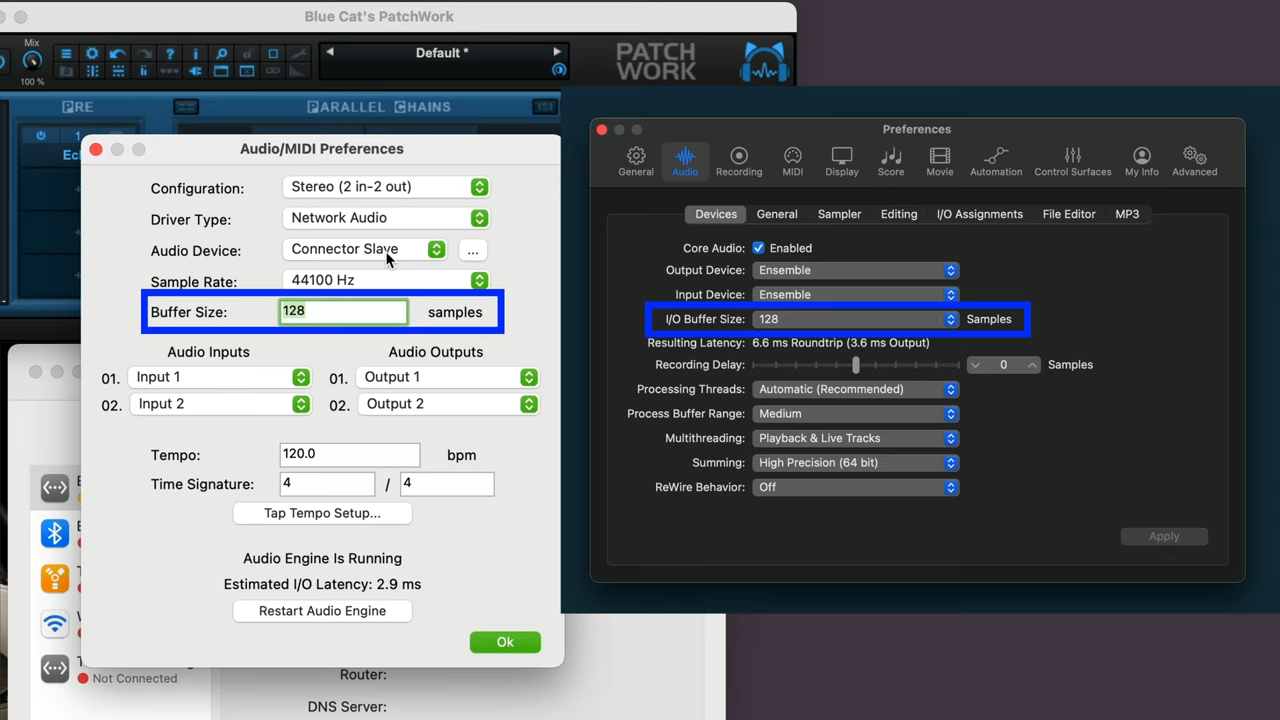 Blue Cat's PatchWork
Mix
100 %
Default *
PATCH
WORK
PRE
PARALLEL CHAINS
1
Audio/MIDI Preferences
Configuration: Stereo (2 in-2 out)
Driver Type: Network Audio
Audio Device: Connector Slave ...
Sample Rate: 44100 Hz
Buffer Size: 128 samples
Audio Inputs Audio Outputs
01. Input 1 01. Output 1
02. Input 2 02. Output 2
Tempo: 120.0 bpm
Time Signature: 4 / 4
Tap Tempo Setup...
Audio Engine Is Running
Estimated I/O Latency: 2.9 ms
Restart Audio Engine
Ok
Not Connected
Router:
DNS Server:
Preferences
General Audio Recording MIDI Display Score Movie Automation Control Surfaces My Info Advanced
Devices General Sampler Editing I/O Assignments File Editor MP3
Core Audio: Enabled
Output Device: Ensemble
Input Device: Ensemble
I/O Buffer Size: 128 Samples
Resulting Latency: 6.6 ms Roundtrip (3.6 ms Output)
Recording Delay: 0 Samples
Processing Threads: Automatic (Recommended)
Process Buffer Range: Medium
Multithreading: Playback & Live Tracks
Summing: High Precision (64 bit)
ReWire Behavior: Off
Apply